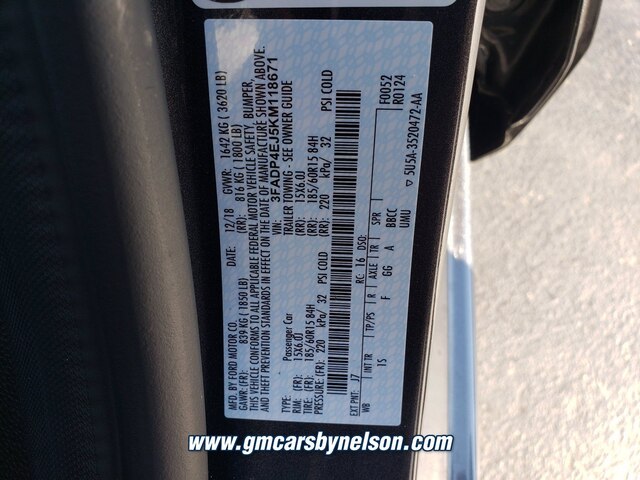 MFD. BY FORD MOTOR CO.
DATE: 12/18 GVWR: 1642 KG ( 3620 LB)
GAWR:(FR): 839 KG (1850 LB) (RR): 816 KG (1800 LB)
THIS VEHICLE CONFORMS TO ALL APPLICABLE FEDERAL MOTOR VEHICLE SAFETY, BUMPER,
AND THEFT PREVENTION STANDARDS IN EFFECT ON THE DATE OF MANUFACTURE SHOWN ABOVE.
VIN: 3FADP4EJ5KM118671
TYPE: Passenger Car TRAILER TOWING - SEE OWNER GUIDE
RIM: (FR): 15X6.0J (RR): 15X6.0J
TIRE: (FR): 185/60R15 84H (RR): 185/60R15 84H
PRESSURE:(FR): 220 kPa/ 32 PSI COLD (RR): 220 kPa/ 32 PSI COLD
EXT PNT: J7 RC: 16 DSO: F0052
WB INT TR TP/PS R AXLE TR SPR R0124
15 F GG A BBCC
UMU
5U5A-3520472-AA
www.gmcarsbynelson.com